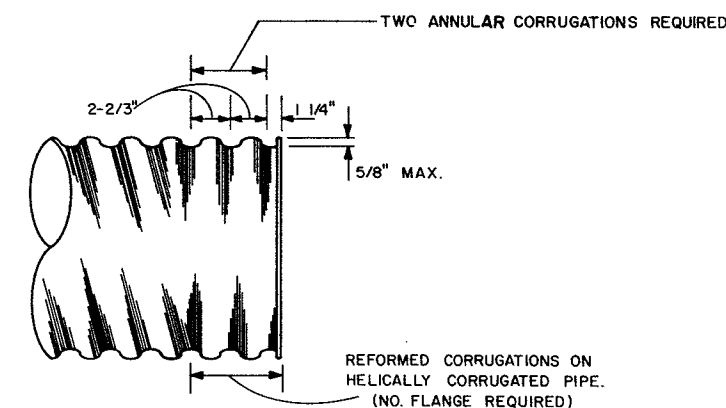 TWO ANNULAR CORRUGATIONS REQUIRED
2-2/3"
1 1/4"
5/8" MAX.
REFORMED CORRUGATIONS ON
HELICALLY CORRUGATED PIPE.
(NO. FLANGE REQUIRED)